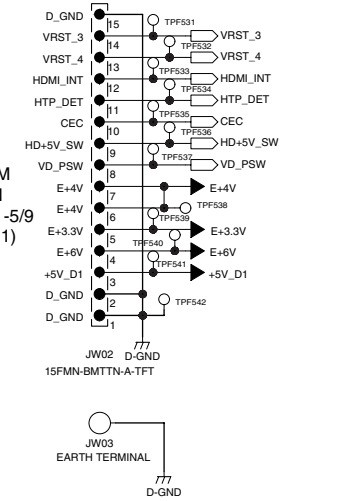 D_GND 15 TPF531
VRST_3 14 VRST_3
TPF532
VRST_4 13 VRST_4
TPF533
HDMI_INT 12 HDMI_INT
TPF534
HTP_DET 11 HTP_DET
TPF535
CEC 10 CEC
TPF536
HD+5V_SW 9 HD+5V_SW
TPF537
VD_PSW 8 VD_PSW
E+4V 7 E+4V
E+4V 6 TPF538
TPF539
E+3.3V 5 E+3.3V
TPF540
E+6V 4 E+6V
TPF541
+5V_D1 3 +5V_D1
D_GND 2
TPF542
D_GND 1
M
-5/9
1)
JW02 D-GND
15FMN-BMTTN-A-TFT
JW03
EARTH TERMINAL
D-GND